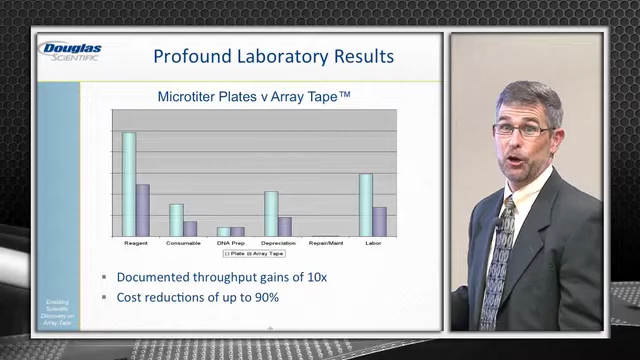 Douglas
SCIENTIFIC
Profound Laboratory Results
Microtiter Plates v Array Tape™
Reagent Consumable DNA Prep Depreciation Repair/Maint Labor
Plate Array Tape
Documented throughput gains of 10x
Cost reductions of up to 90%
Enabling
Scientific
Discovery on
Array Tape